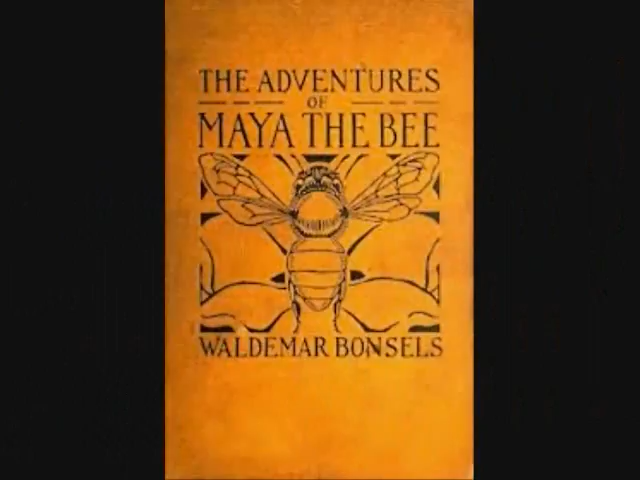 THE ADVENTURES
OF
MAYA THE BEE
WALDEMAR BONSELS